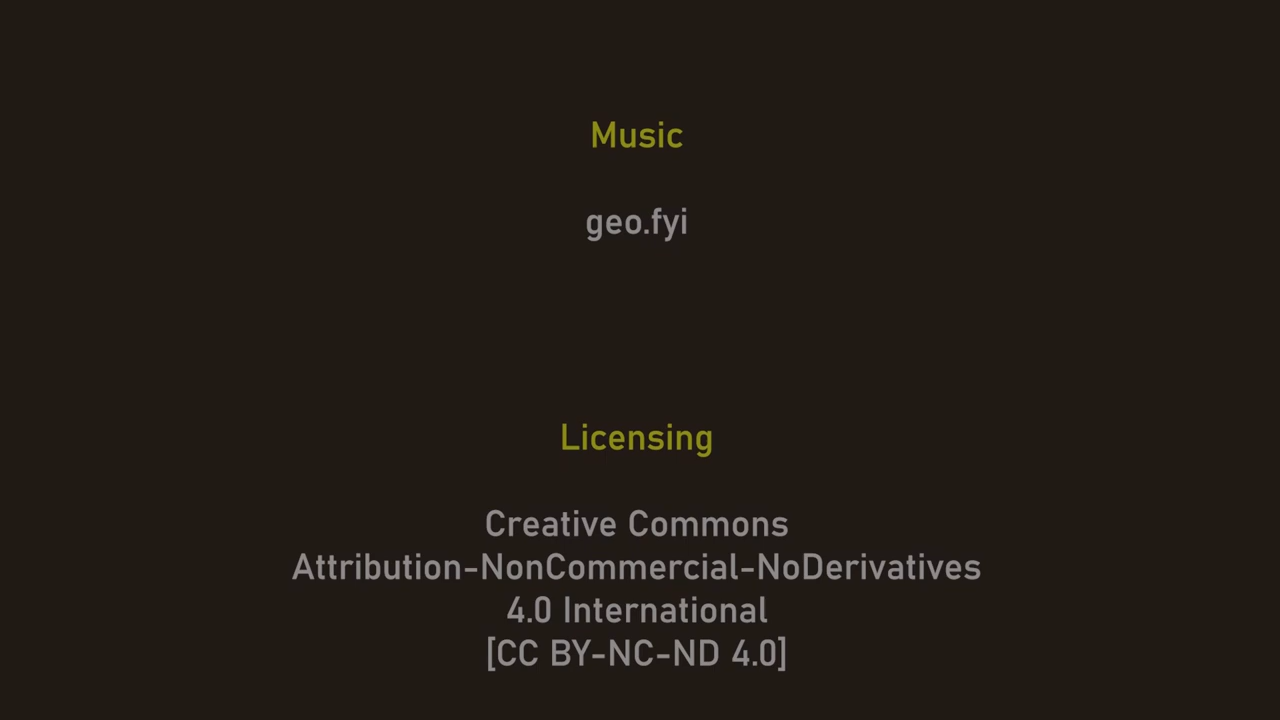 Music
geo.fyi
Licensing
Creative Commons
Attribution-NonCommercial-NoDerivatives
4.0 International
[CC BY-NC-ND 4.0]